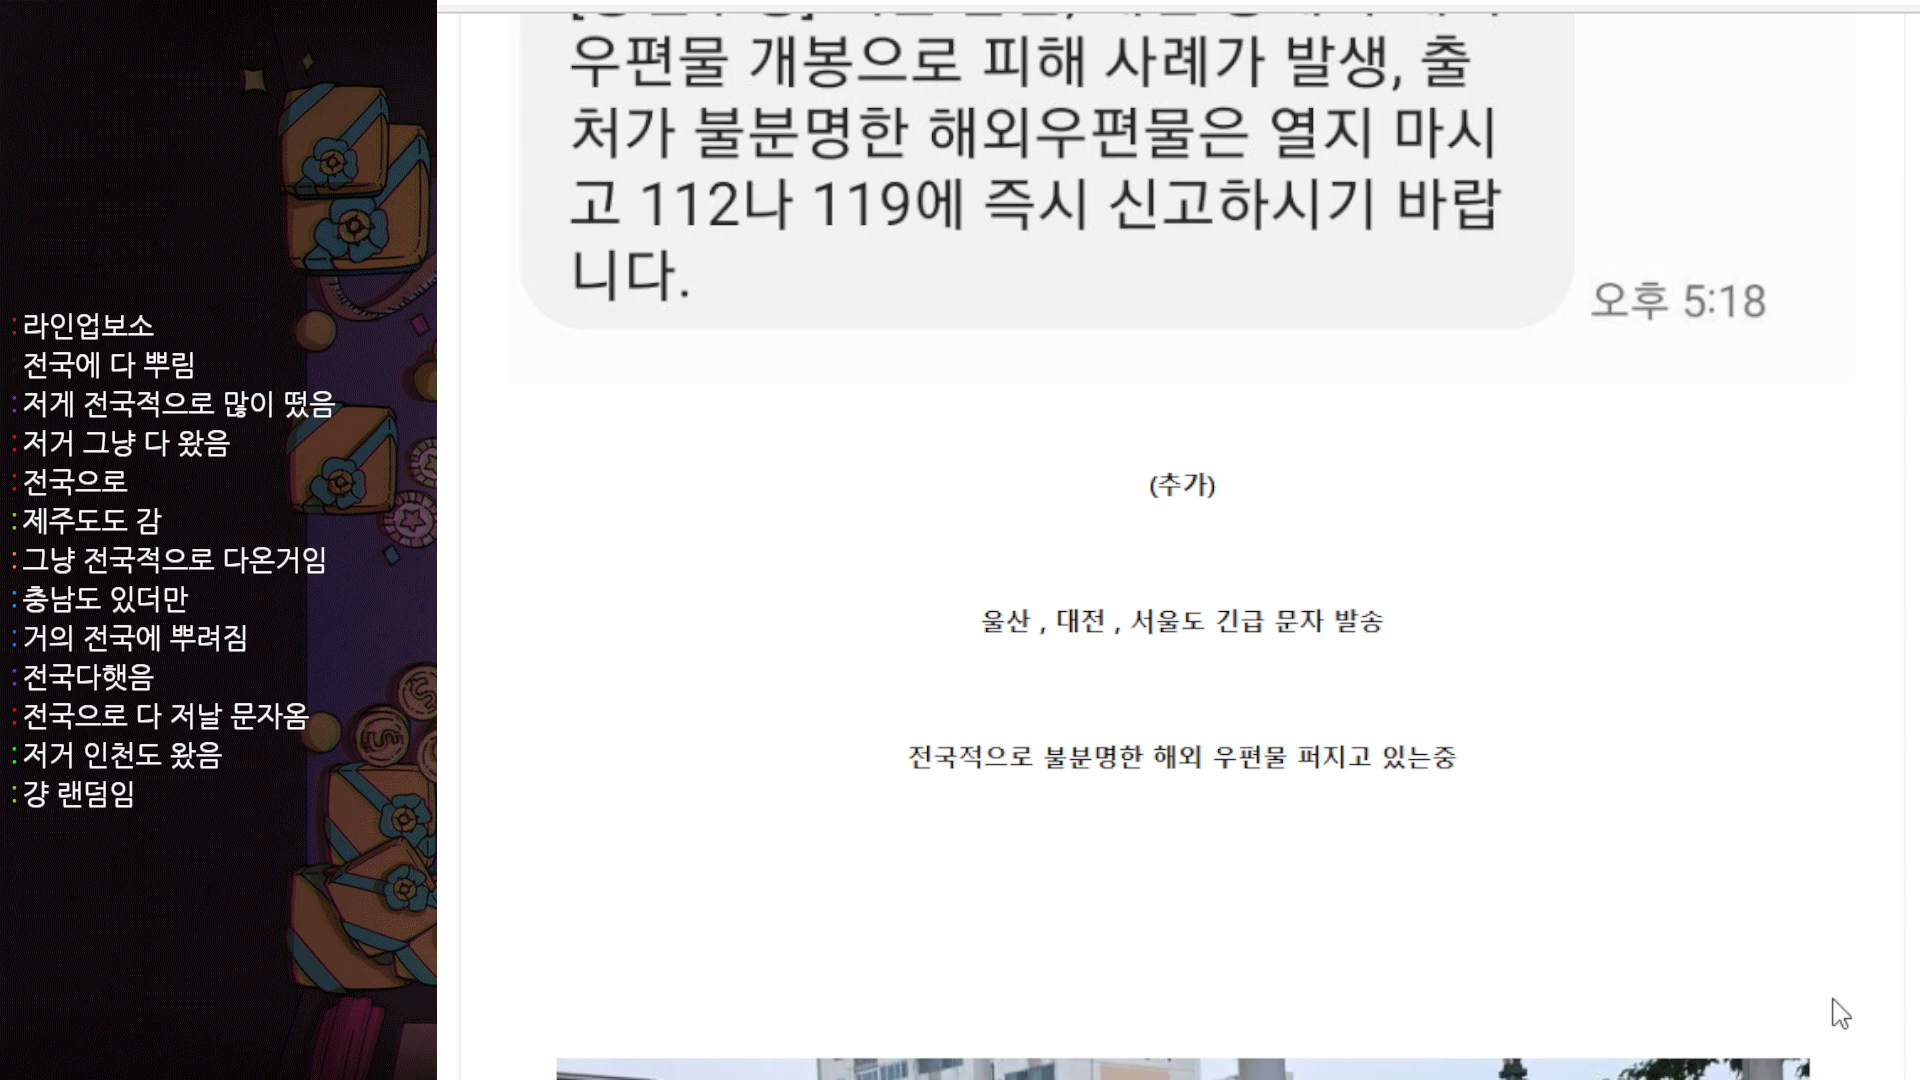 우편물 개봉으로 피해 사례가 발생, 출
처가 불분명한 해외우편물은 열지 마시
고 112나 119에 즉시 신고하시기 바랍
니다.
오후 5:18
(추가)
울산 , 대전 , 서울도 긴급 문자 발송
전국적으로 불분명한 해외 우편물 퍼지고 있는중
: 라인업보소
전국에 다 뿌림
: 저게 전국적으로 많이 떴음
: 저거 그냥 다 왔음
: 전국으로
: 제주도도 감
: 그냥 전국적으로 다온거임
: 충남도 있더만
: 거의 전국에 뿌려짐
: 전국다햇음
: 전국으로 다 저날 문자옴
: 저거 인천도 왔음
: 걍 랜덤임